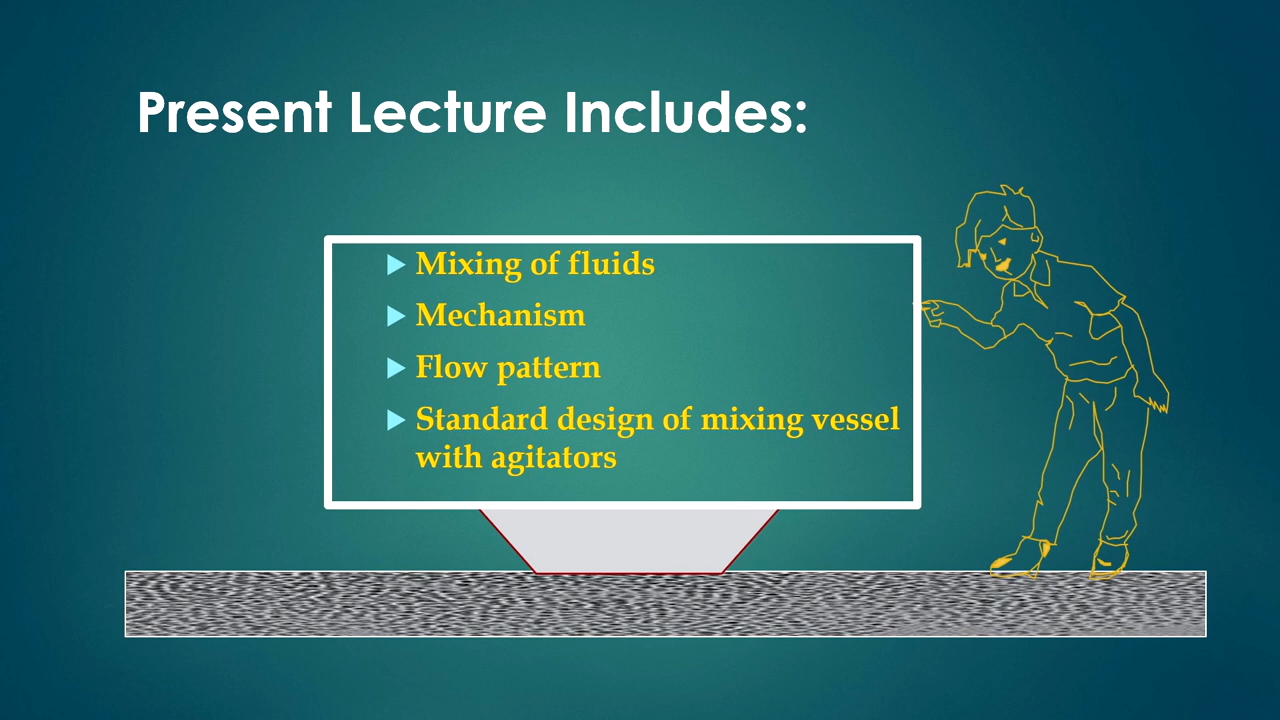 Present Lecture Includes:
Mixing of fluids
Mechanism
Flow pattern
Standard design of mixing vessel
with agitators